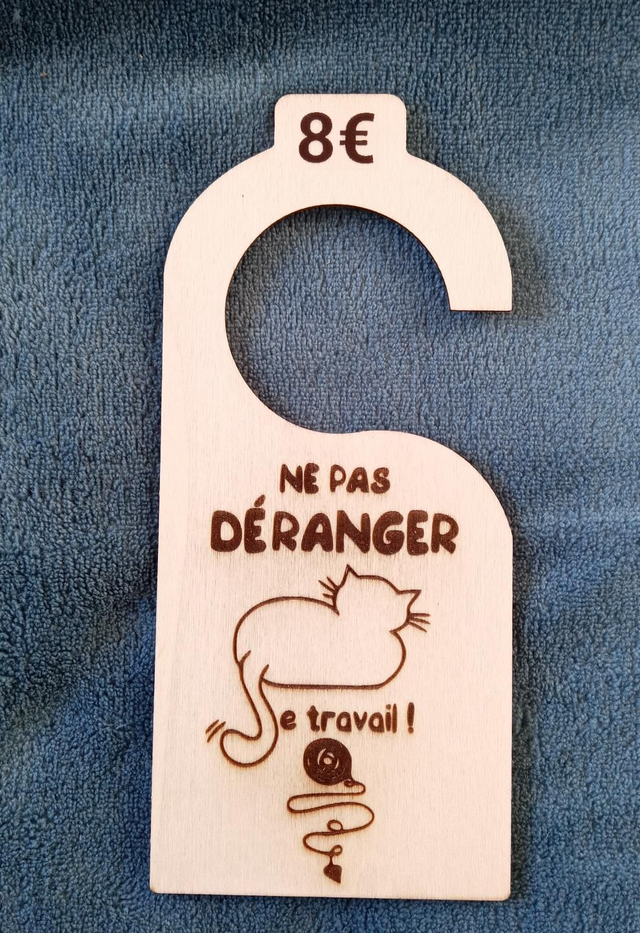 8€
NE PAS
DÉRANGER
Je travail !